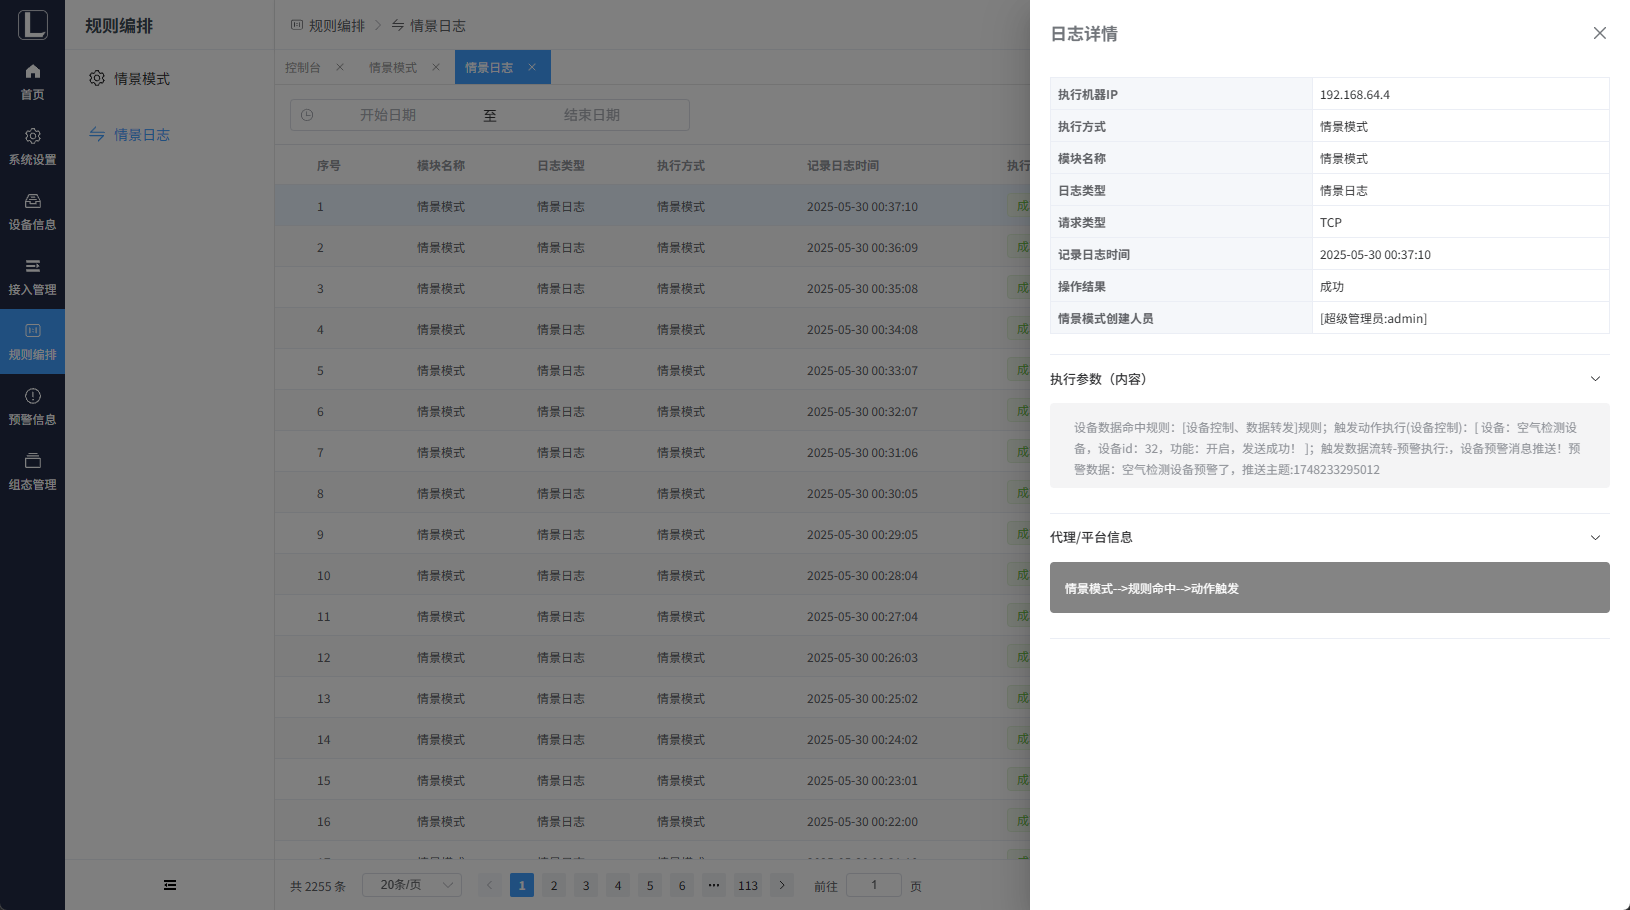 首页
系统设置
设备信息
接入管理
规则编排
预警信息
组态管理
规则编排
情景模式
情景日志
规则编排 > 情景日志
控制台 × 情景模式 × 情景日志 ×
开始日期 至 结束日期
序号 模块名称 日志类型 执行方式 记录日志时间 执行
1 情景模式 情景日志 情景模式 2025-05-30 00:37:10 成
2 情景模式 情景日志 情景模式 2025-05-30 00:36:09 成
3 情景模式 情景日志 情景模式 2025-05-30 00:35:08 成
4 情景模式 情景日志 情景模式 2025-05-30 00:34:08 成
5 情景模式 情景日志 情景模式 2025-05-30 00:33:07 成
6 情景模式 情景日志 情景模式 2025-05-30 00:32:07 成
7 情景模式 情景日志 情景模式 2025-05-30 00:31:06 成
8 情景模式 情景日志 情景模式 2025-05-30 00:30:05 成
9 情景模式 情景日志 情景模式 2025-05-30 00:29:05 成
10 情景模式 情景日志 情景模式 2025-05-30 00:28:04 成
11 情景模式 情景日志 情景模式 2025-05-30 00:27:04 成
12 情景模式 情景日志 情景模式 2025-05-30 00:26:03 成
13 情景模式 情景日志 情景模式 2025-05-30 00:25:02 成
14 情景模式 情景日志 情景模式 2025-05-30 00:24:02 成
15 情景模式 情景日志 情景模式 2025-05-30 00:23:01 成
16 情景模式 情景日志 情景模式 2025-05-30 00:22:00 成
共 2255 条 20条/页 < 1 2 3 4 5 6 ··· 113 > 前往 1 页
日志详情
执行机器IP 192.168.64.4
执行方式 情景模式
模块名称 情景模式
日志类型 情景日志
请求类型 TCP
记录日志时间 2025-05-30 00:37:10
操作结果 成功
情景模式创建人员 [超级管理员:admin]
执行参数（内容）
设备数据命中规则：[设备控制、数据转发]规则；触发动作执行(设备控制)：[ 设备：空气检测设
备，设备id：32，功能：开启，发送成功！ ]；触发数据流转-预警执行:，设备预警消息推送！预
警数据：空气检测设备预警了，推送主题:1748233295012
代理/平台信息
情景模式-->规则命中-->动作触发